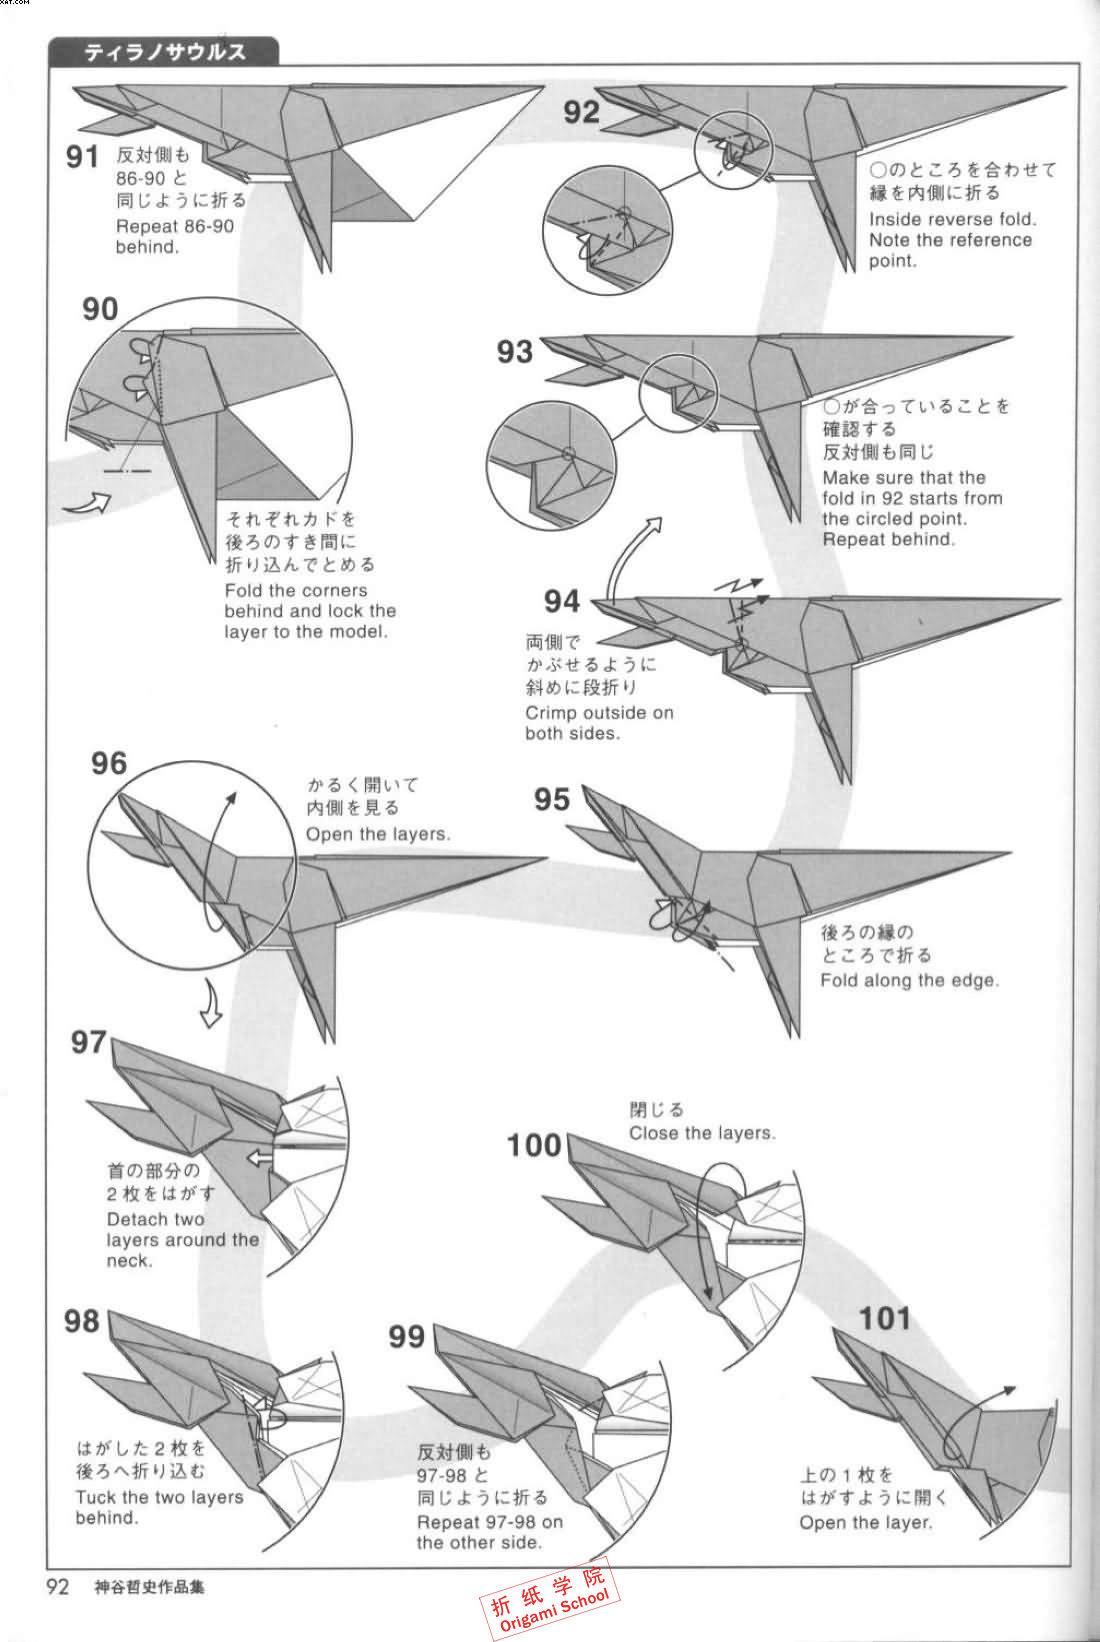 XAT.COM
ティラノサウルス
91
反対側も
86-90 と
同じように折る
Repeat 86-90
behind.
92
○のところを合わせて
縁を内側に折る
Inside reverse fold.
Note the reference
point.
90
それぞれカドを
後ろのすき間に
折り込んでとめる
Fold the corners
behind and lock the
layer to the model.
93
○が合っていることを
確認する
反対側も同じ
Make sure that the
fold in 92 starts from
the circled point.
Repeat behind.
94
両側で
かぶせるように
斜めに段折り
Crimp outside on
both sides.
96
かるく開いて
内側を見る
Open the layers.
95
後ろの縁の
ところで折る
Fold along the edge.
97
首の部分の
2枚をはがす
Detach two
layers around the
neck.
100
閉じる
Close the layers.
98
はがした2枚を
後ろへ折り込む
Tuck the two layers
behind.
99
反対側も
97-98 と
同じように折る
Repeat 97-98 on
the other side.
101
上の1枚を
はがすように開く
Open the layer.
92 神谷哲史作品集
折纸学院
Origami School